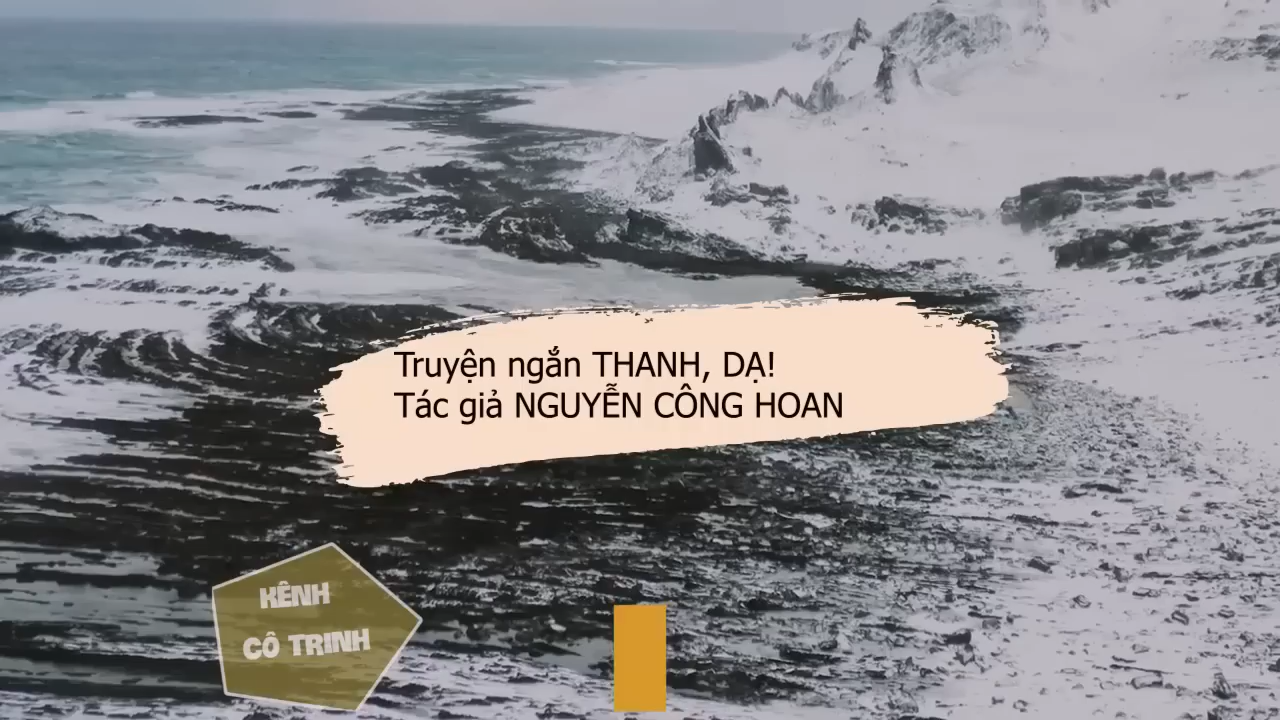 Truyện ngắn THANH, DẠ!
Tác giả NGUYỄN CÔNG HOAN
KÊNH
CÔ TRINH